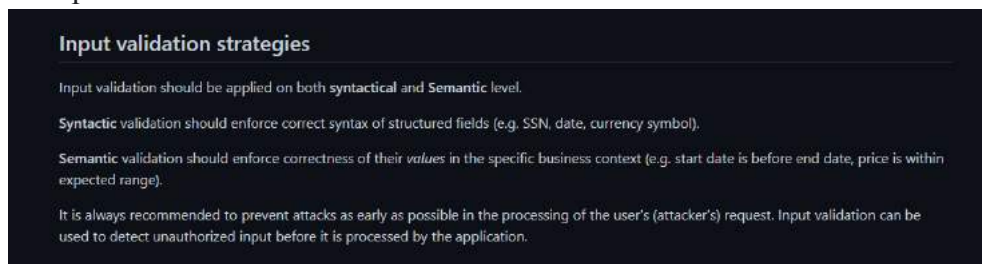 Input validation strategies
Input validation should be applied on both syntactical and Semantic level.
Syntactic validation should enforce correct syntax of structured fields (e.g. SSN, date, currency symbol).
Semantic validation should enforce correctness of their values in the specific business context (e.g. start date is before end date, price is within
expected range).
It is always recommended to prevent attacks as early as possible in the processing of the user's (attacker's) request. Input validation can be
used to detect unauthorized input before it is processed by the application.